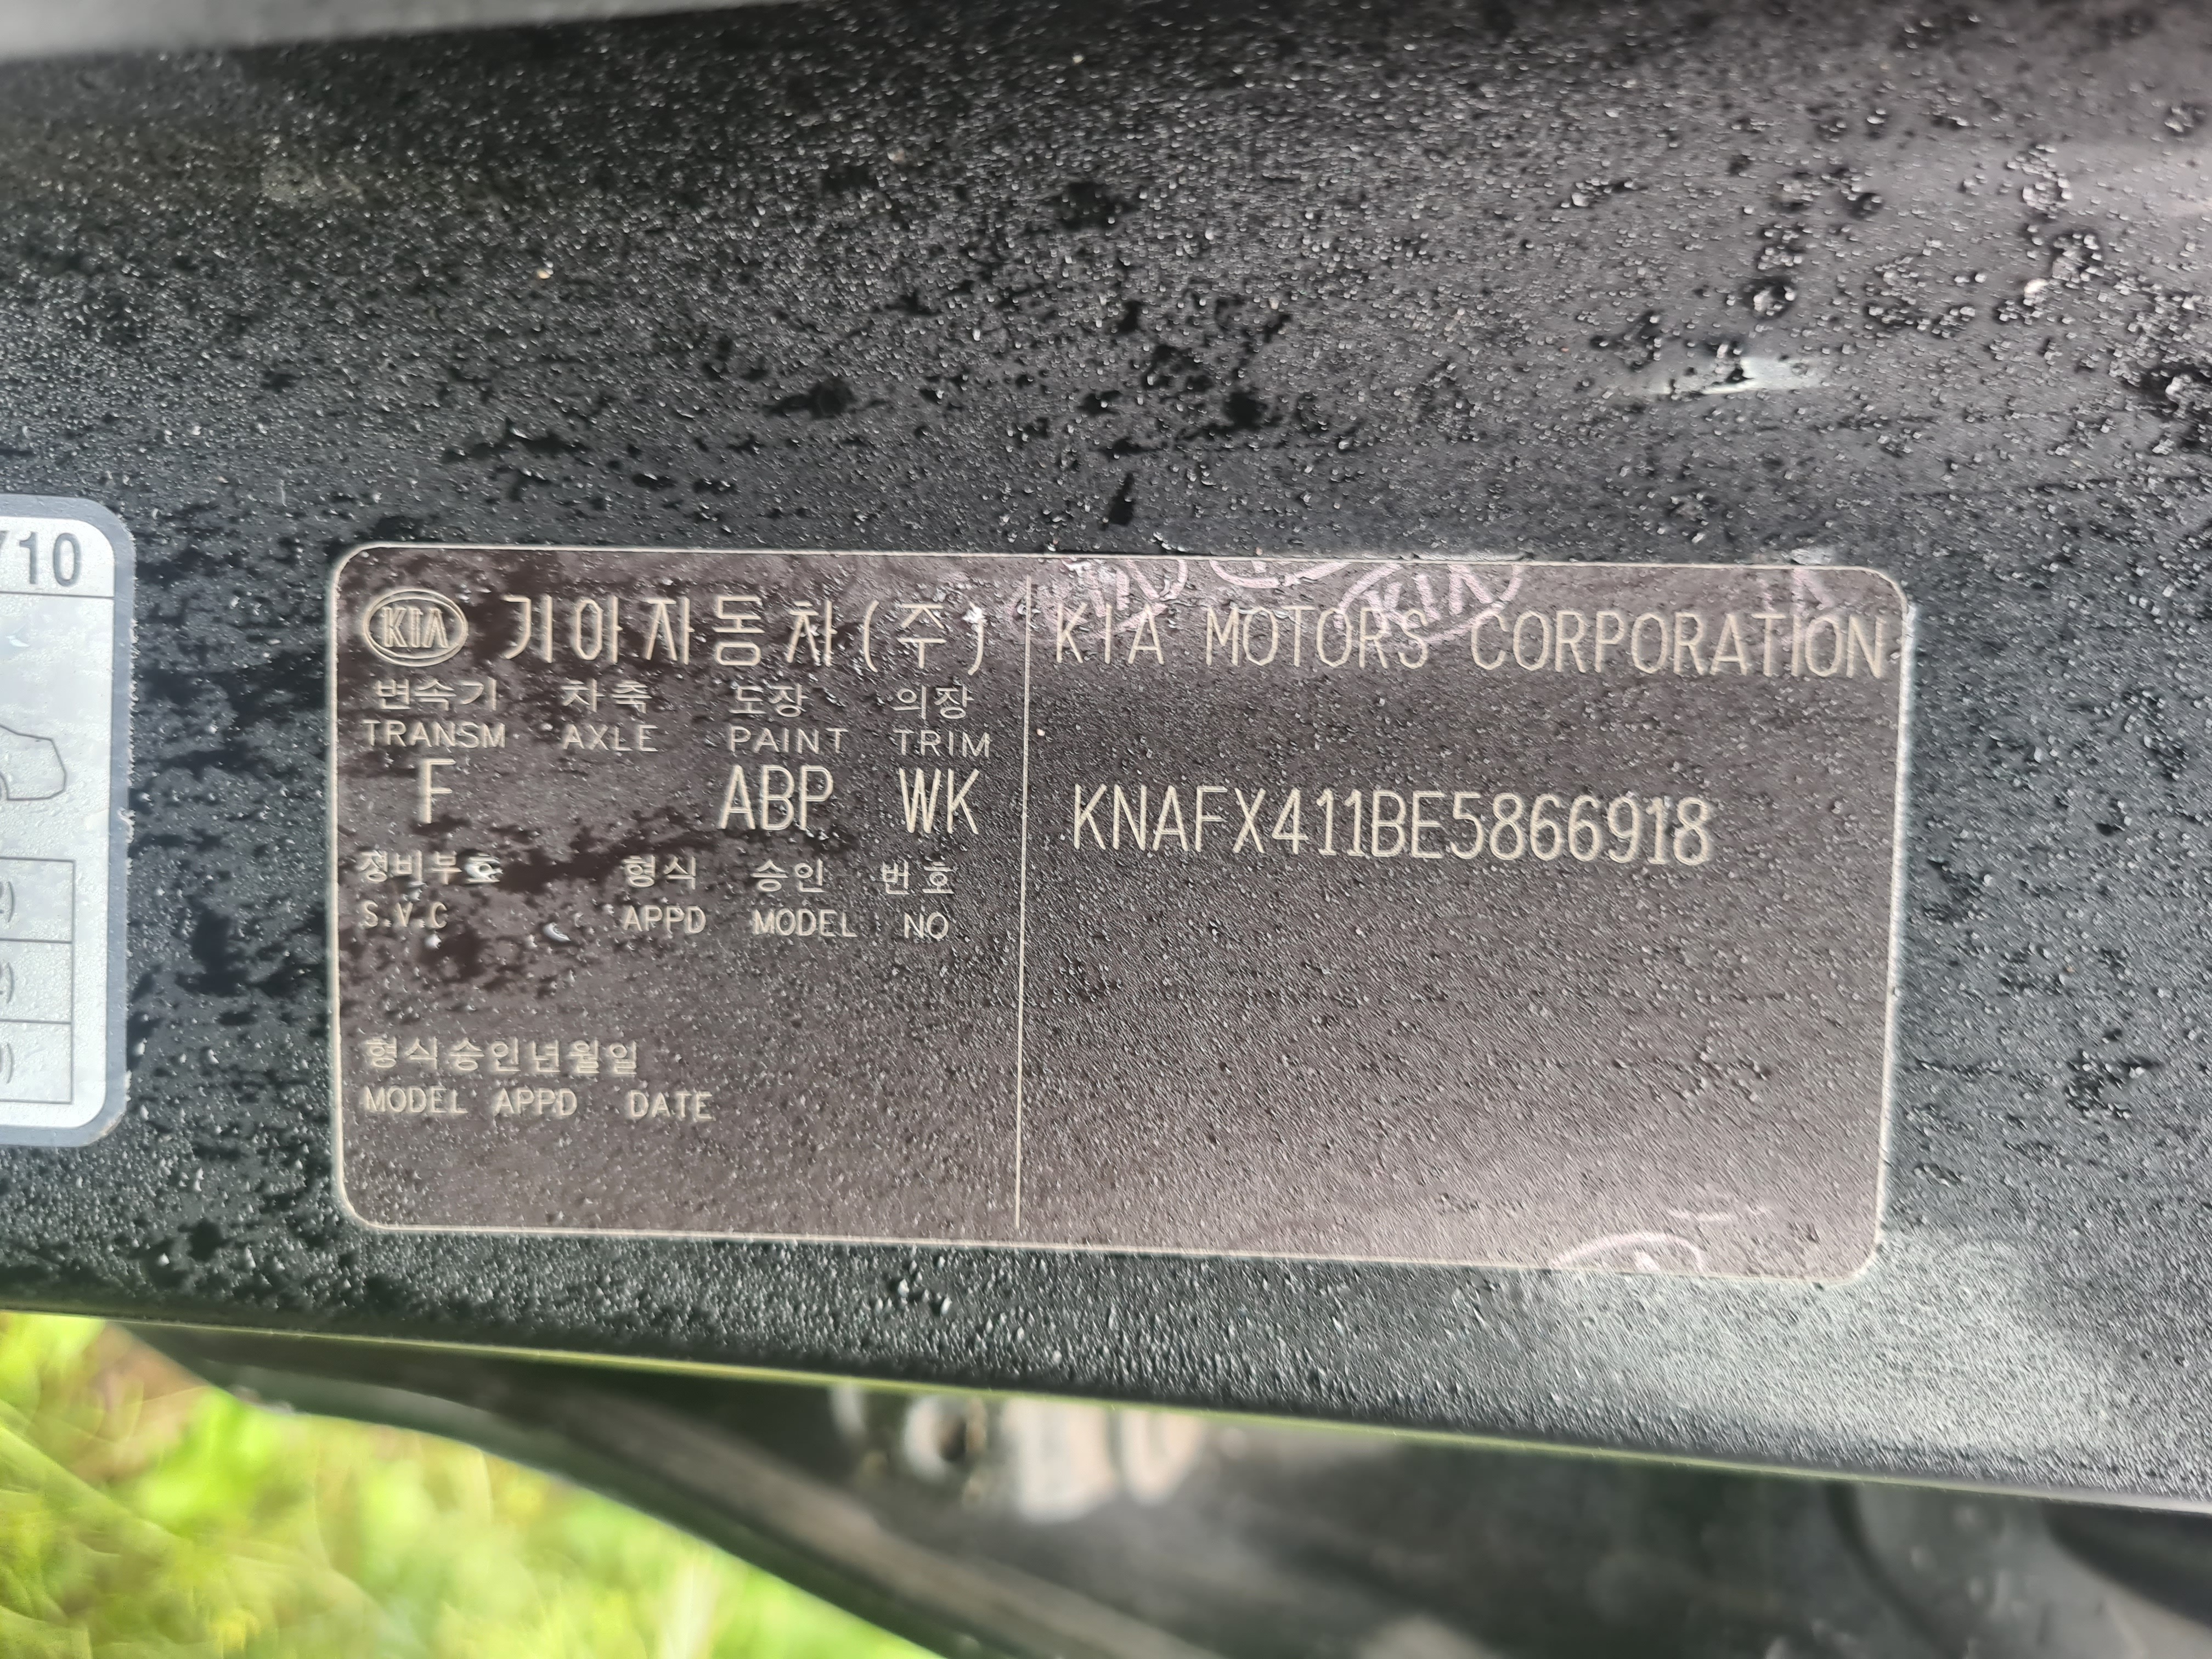 /10
KIA 기아자동차(주)
변속기 차축 도장 의장
TRANSM AXLE PAINT TRIM
F ABP WK
정비부호 형식 승인 번호
S.V.C APPD MODEL NO
형식승인년월일
MODEL APPD DATE
KIA MOTORS CORPORATION
KNAFX411BE5866918